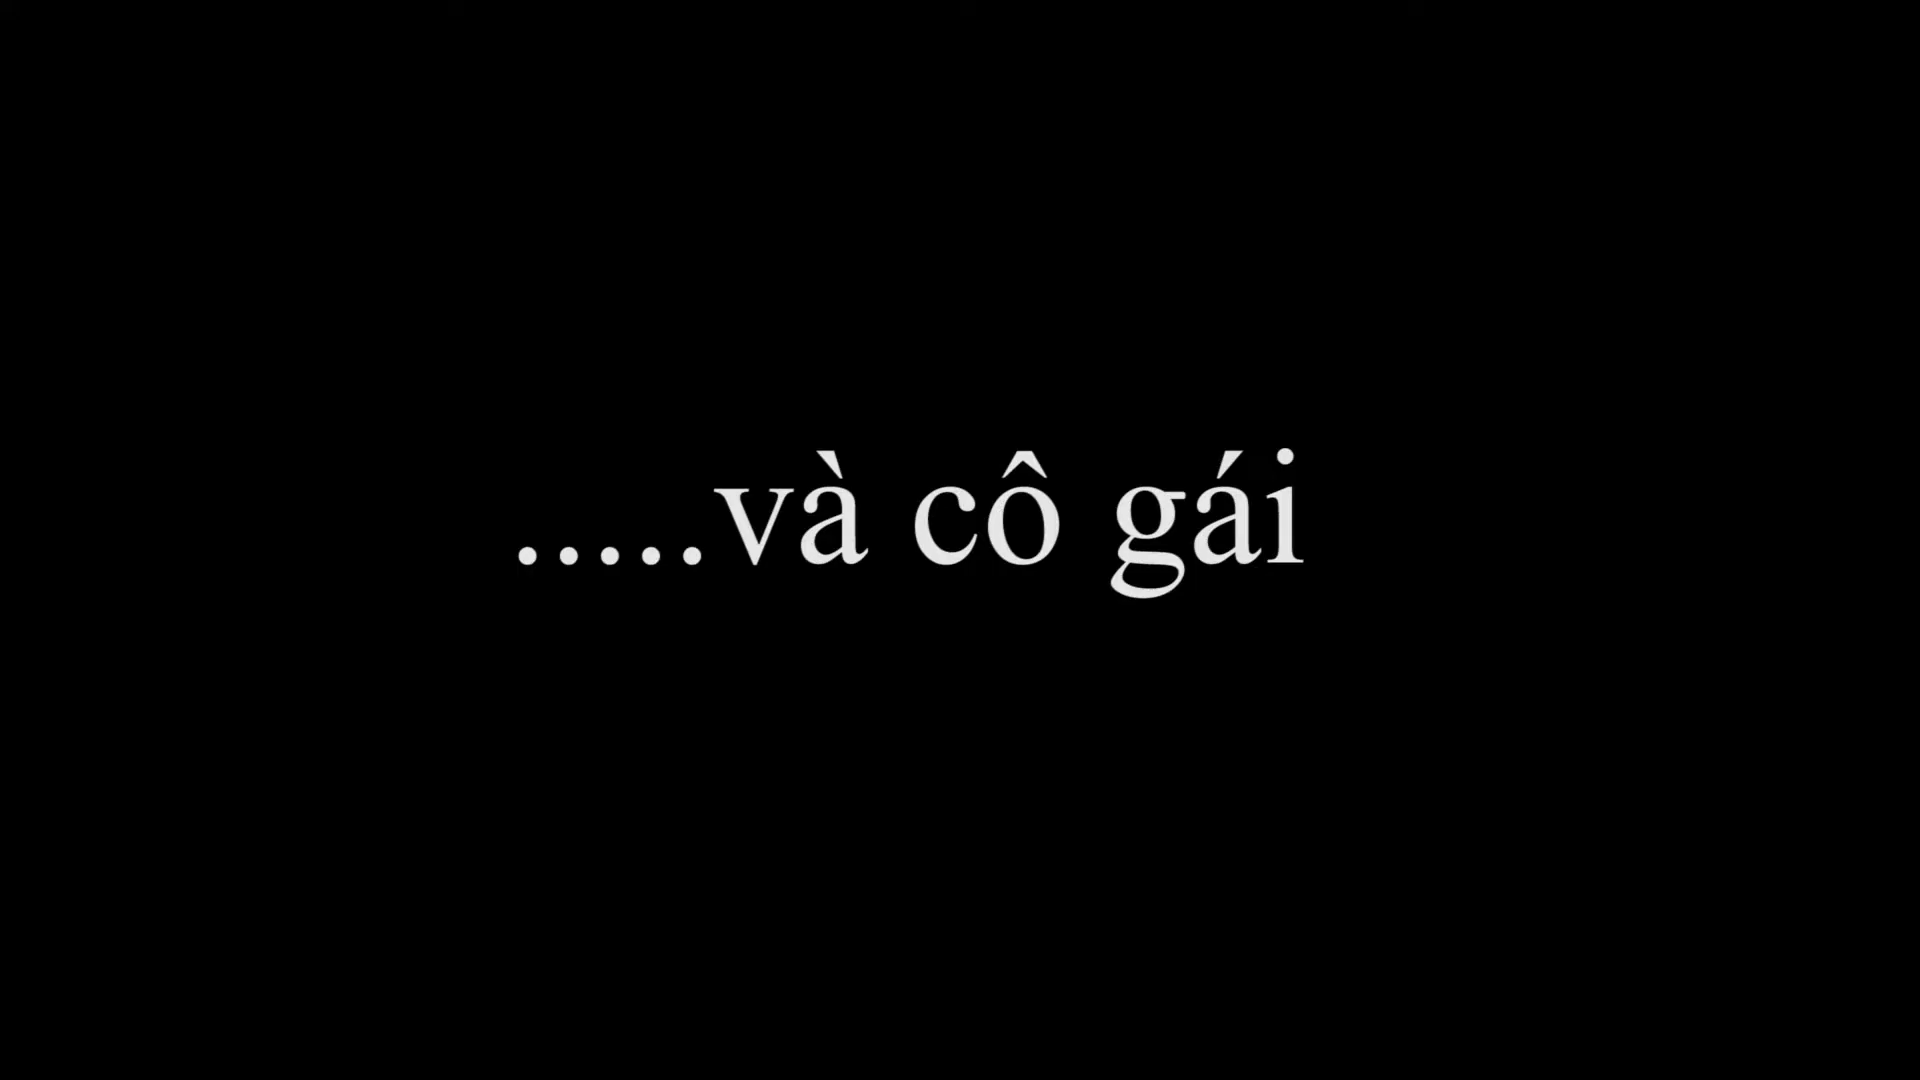 .....và cô gái